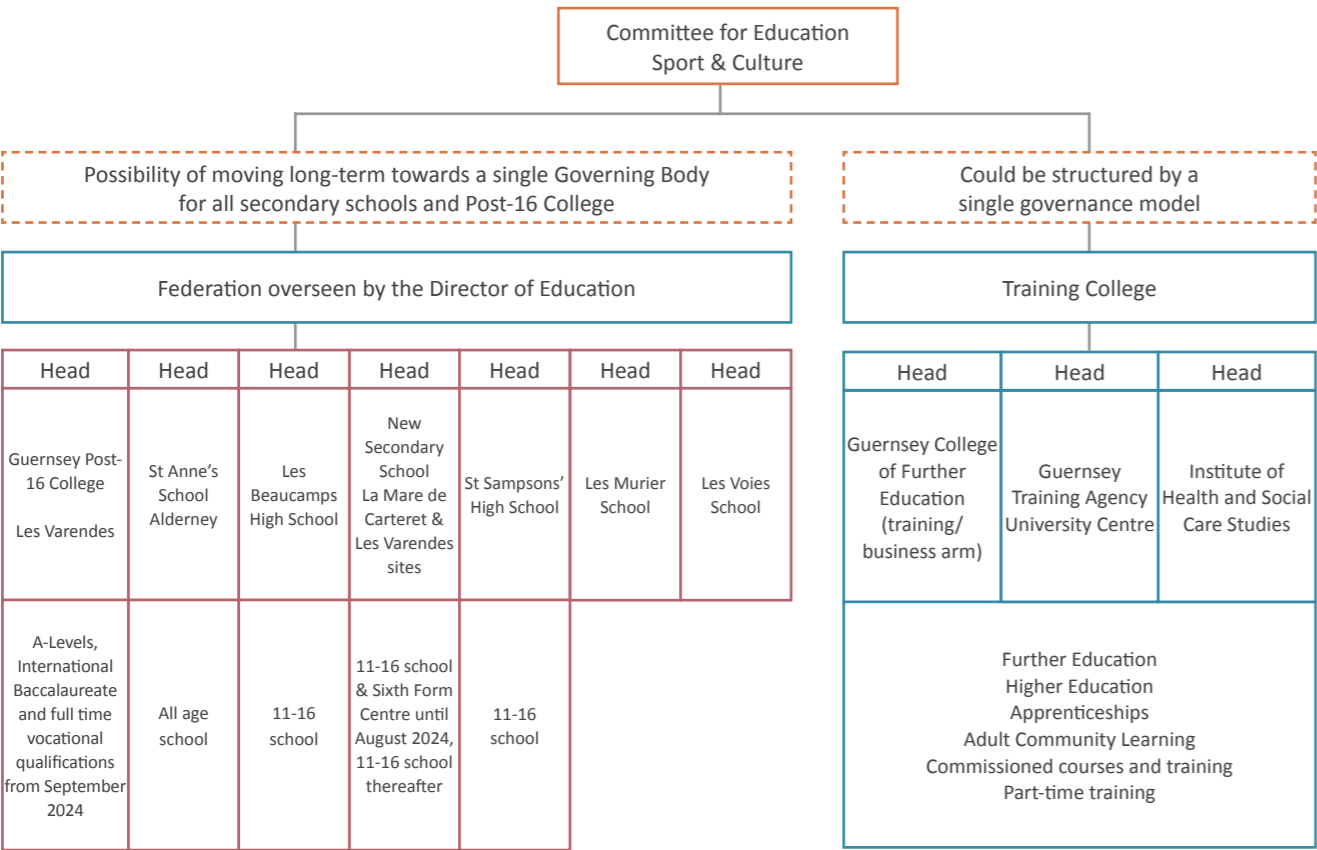 Committee for Education
Sport & Culture
Possibility of moving long-term towards a single Governing Body
for all secondary schools and Post-16 College
Could be structured by a
single governance model
Federation overseen by the Director of Education
Training College
Head
Head
Head
Head
Head
Head
Head
Head
Head
Head
Guernsey Post-
16 College
Les Varendes
St Anne's
School
Alderney
Les
Beaucamps
High School
New
Secondary
School
La Mare de
Carteret &
Les Varendes
sites
St Sampsons'
High School
Les Murier
School
Les Voies
School
Guernsey College
of Further
Education
(training/
business arm)
Guernsey
Training Agency
University Centre
Institute of
Health and Social
Care Studies
A-Levels,
International
Baccalaureate
and full time
vocational
qualifications
from September
2024
All age
school
11-16
school
11-16 school
& Sixth Form
Centre until
August 2024,
11-16 school
thereafter
11-16
school
Further Education
Higher Education
Apprenticeships
Adult Community Learning
Commissioned courses and training
Part-time training